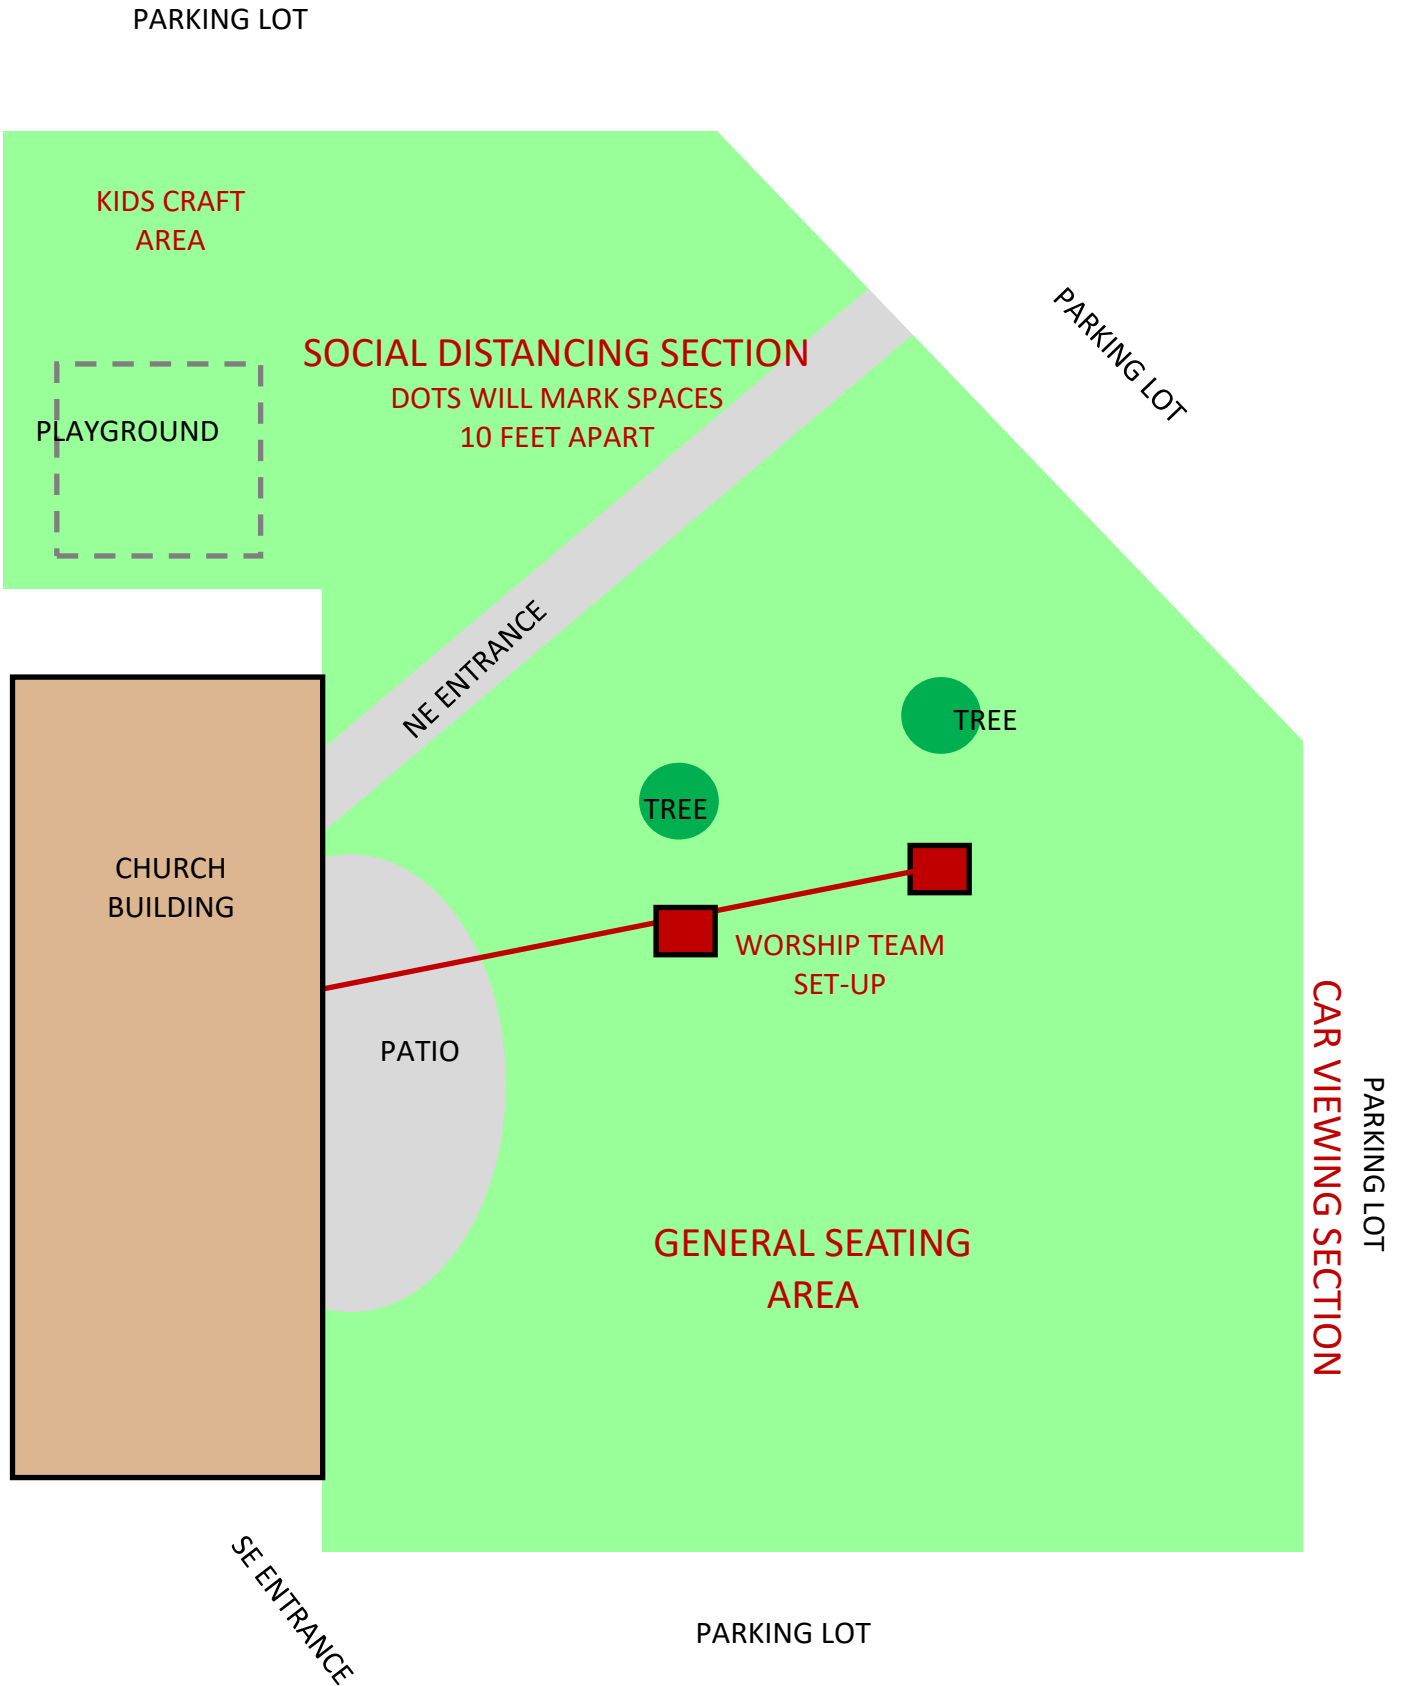 PARKING LOT
KIDS CRAFT
AREA
PARKING LOT
SOCIAL DISTANCING SECTION
DOTS WILL MARK SPACES
10 FEET APART
PLAYGROUND
NE ENTRANCE
TREE
TREE
CHURCH
BUILDING
WORSHIP TEAM
SET-UP
PATIO
CAR VIEWING SECTION
PARKING LOT
GENERAL SEATING
AREA
SE ENTRANCE
PARKING LOT